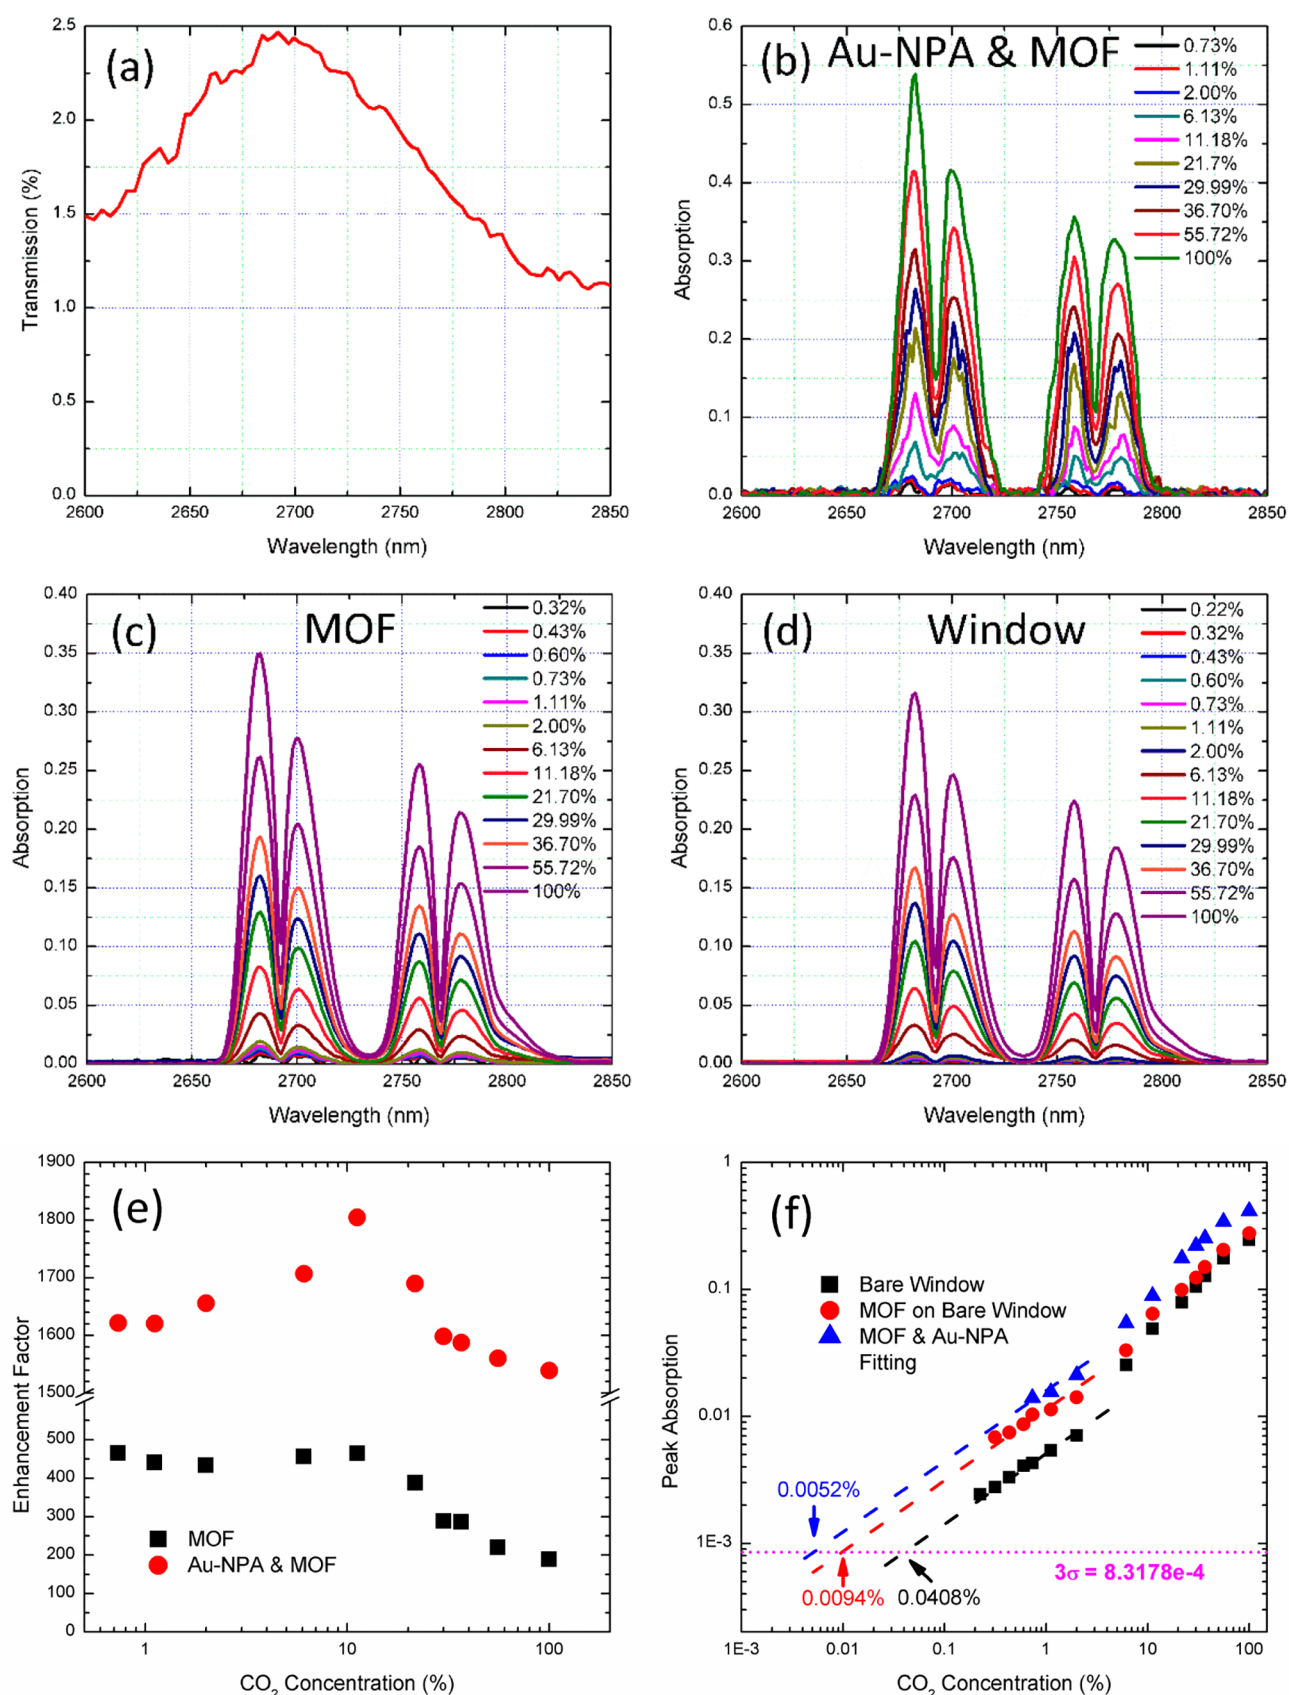 (a)
2.5
2.0
1.5
1.0
0.5
0.0
Transmission (%)
2600 2650 2700 2750 2800 2850
Wavelength (nm)
(b) Au-NPA & MOF
0.6
0.5
0.4
0.3
0.2
0.1
0.0
Absorption
0.73%
1.11%
2.00%
6.13%
11.18%
21.7%
29.99%
36.70%
55.72%
100%
2600 2650 2700 2750 2800 2850
Wavelength (nm)
(c) MOF
0.40
0.35
0.30
0.25
0.20
0.15
0.10
0.05
0.00
Absorption
0.32%
0.43%
0.60%
0.73%
1.11%
2.00%
6.13%
11.18%
21.70%
29.99%
36.70%
55.72%
100%
2600 2650 2700 2750 2800 2850
Wavelength (nm)
(d) Window
0.40
0.35
0.30
0.25
0.20
0.15
0.10
0.05
0.00
Absorption
0.22%
0.32%
0.43%
0.60%
0.73%
1.11%
2.00%
6.13%
11.18%
21.70%
29.99%
36.70%
55.72%
100%
2600 2650 2700 2750 2800 2850
Wavelength (nm)
(e)
1900
1800
1700
1600
1500
500
400
300
200
100
0
Enhancement Factor
MOF
Au-NPA & MOF
1 10 100
CO₂ Concentration (%)
(f)
1
0.1
0.01
1E-3
Peak Absorption
Bare Window
MOF on Bare Window
MOF & Au-NPA
Fitting
0.0052%
3σ = 8.3178e-4
0.0094% 0.0408%
1E-3 0.01 0.1 1 10 100
CO₂ Concentration (%)